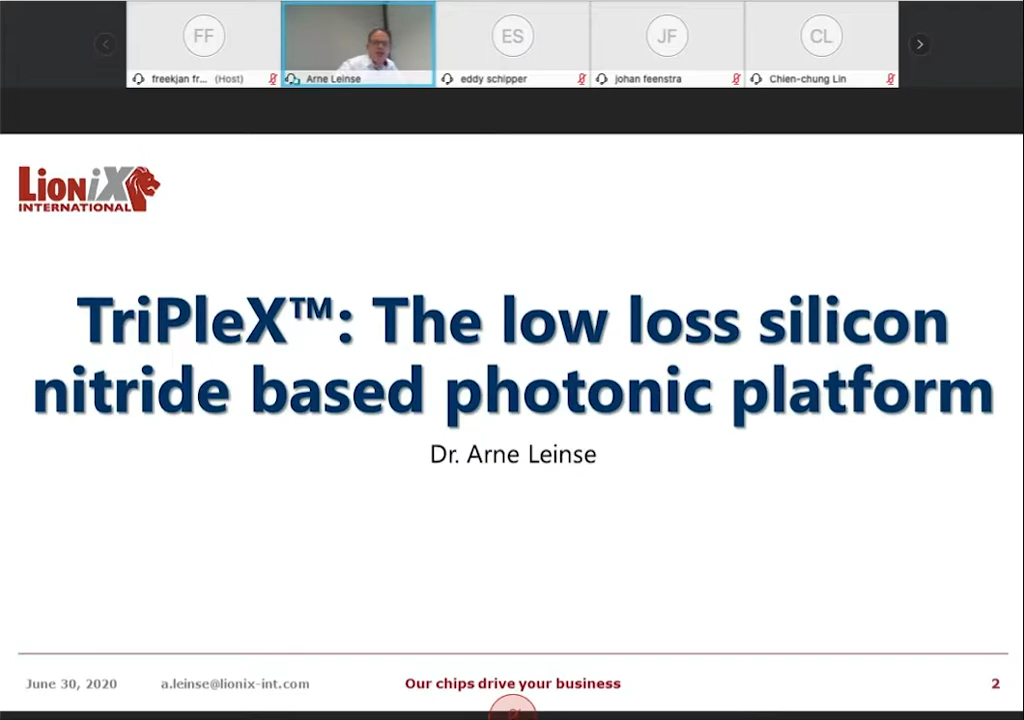 FF
ES
JF
CL
freekjan fr... (Host)
Arne Leinse
eddy schipper
johan feenstra
Chien-chung Lin
LioniX
INTERNATIONAL
TriPleX™: The low loss silicon
nitride based photonic platform
Dr. Arne Leinse
June 30, 2020
a.leinse@lionix-int.com
Our chips drive your business
2